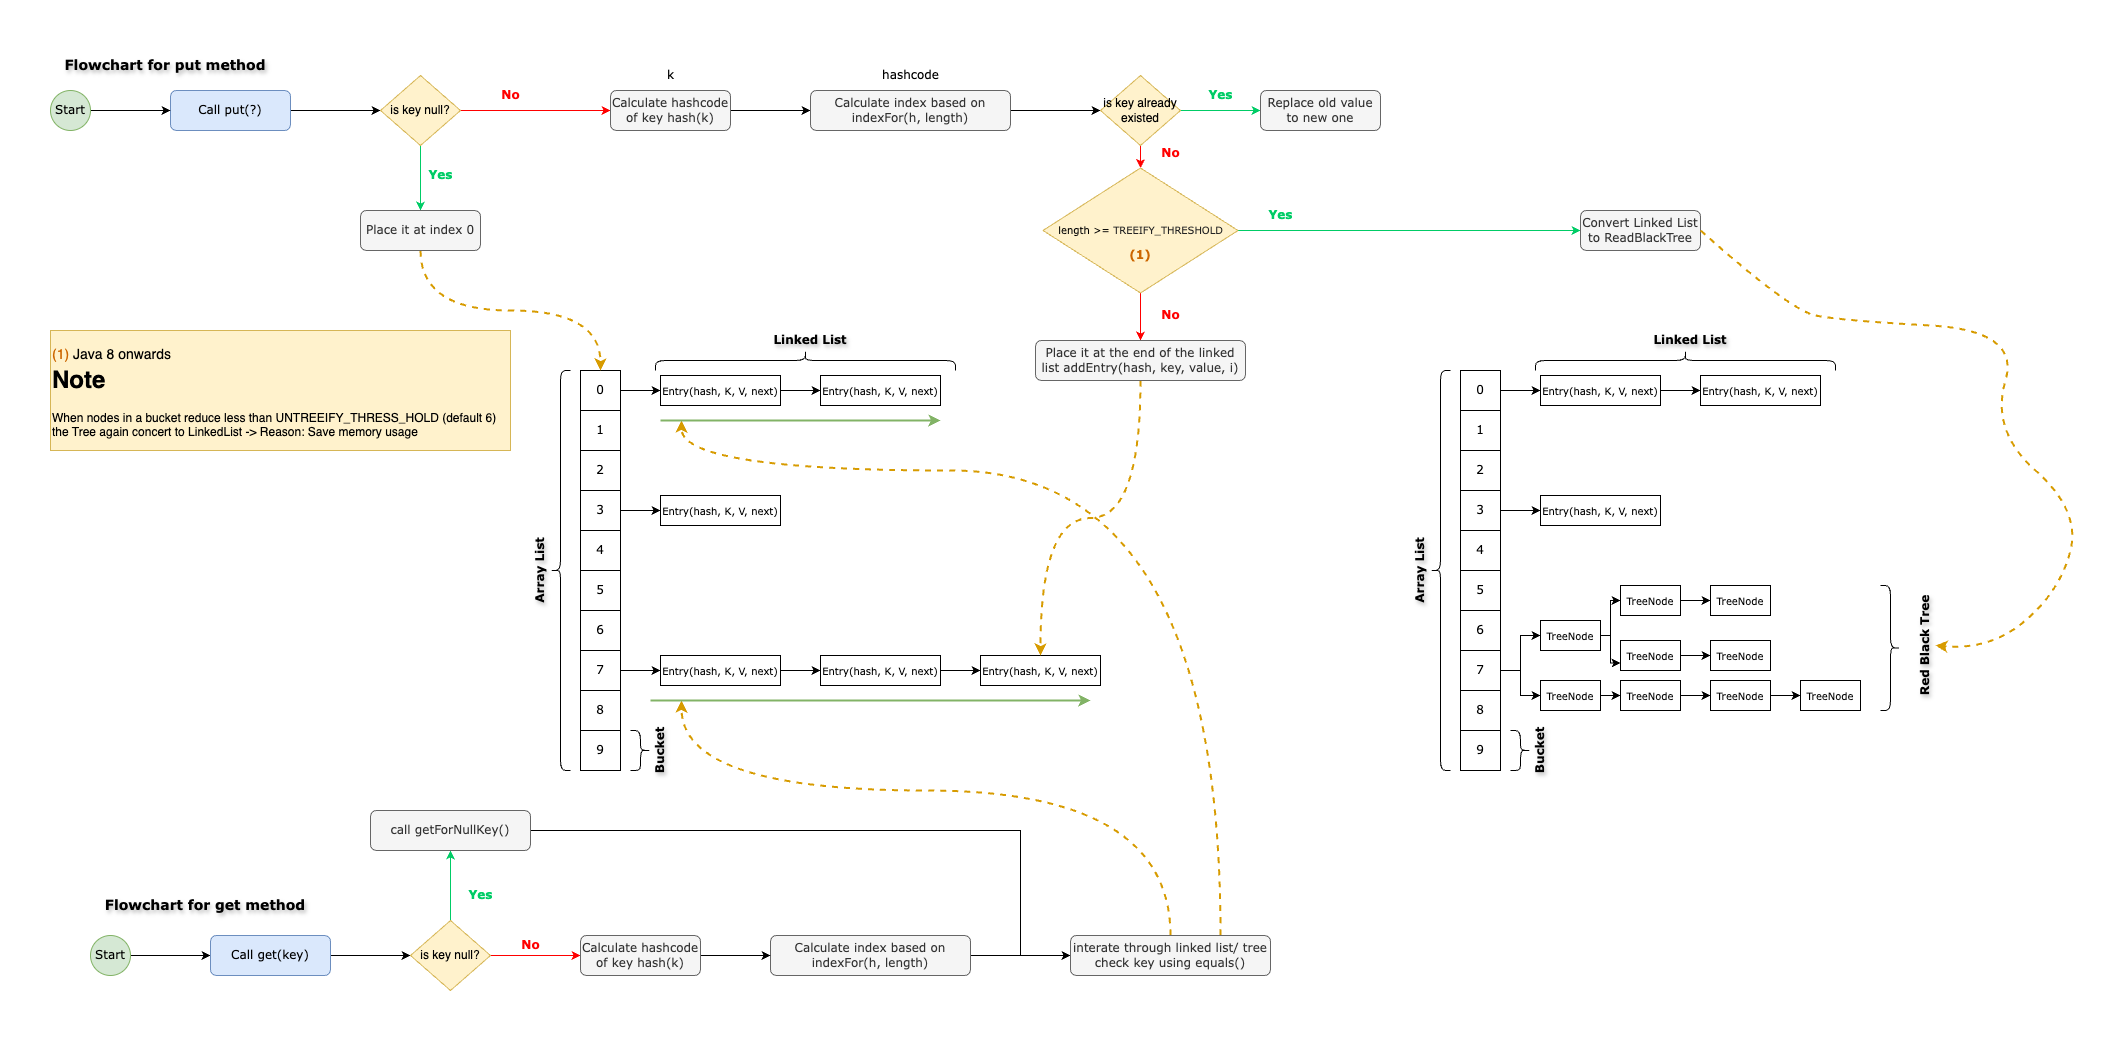 Flowchart for put method
Start
Call put(?)
is key null?
No
Yes
k
Calculate hashcode
of key hash(k)
hashcode
Calculate index based on
indexFor(h, length)
is key already
existed
Yes
Replace old value
to new one
No
length >= TREEIFY_THRESHOLD
(1)
Yes
Convert Linked List
to ReadBlackTree
No
Place it at index 0
Place it at the end of the linked
list addEntry(hash, key, value, i)
(1) Java 8 onwards
Note
When nodes in a bucket reduce less than UNTREEIFY_THRESS_HOLD (default 6)
the Tree again concert to LinkedList -> Reason: Save memory usage
Linked List
Array List
0
Entry(hash, K, V, next)
Entry(hash, K, V, next)
1
2
3
Entry(hash, K, V, next)
4
5
6
7
Entry(hash, K, V, next)
Entry(hash, K, V, next)
Entry(hash, K, V, next)
8
9
Bucket
Linked List
Array List
0
Entry(hash, K, V, next)
Entry(hash, K, V, next)
1
2
3
Entry(hash, K, V, next)
4
5
TreeNode
TreeNode
6
TreeNode
TreeNode
TreeNode
7
TreeNode
TreeNode
TreeNode
TreeNode
8
9
Bucket
Red Black Tree
call getForNullKey()
Yes
Flowchart for get method
Start
Call get(key)
is key null?
No
Calculate hashcode
of key hash(k)
Calculate index based on
indexFor(h, length)
interate through linked list/ tree
check key using equals()